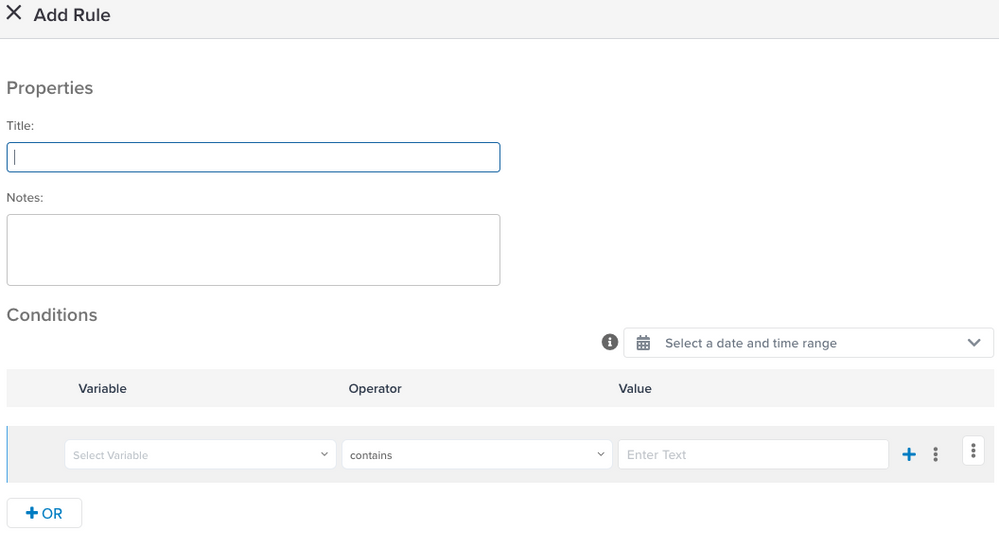 Add Rule
Properties
Title:
Notes:
Conditions
Select a date and time range
Variable Operator Value
Select Variable contains Enter Text
+ OR